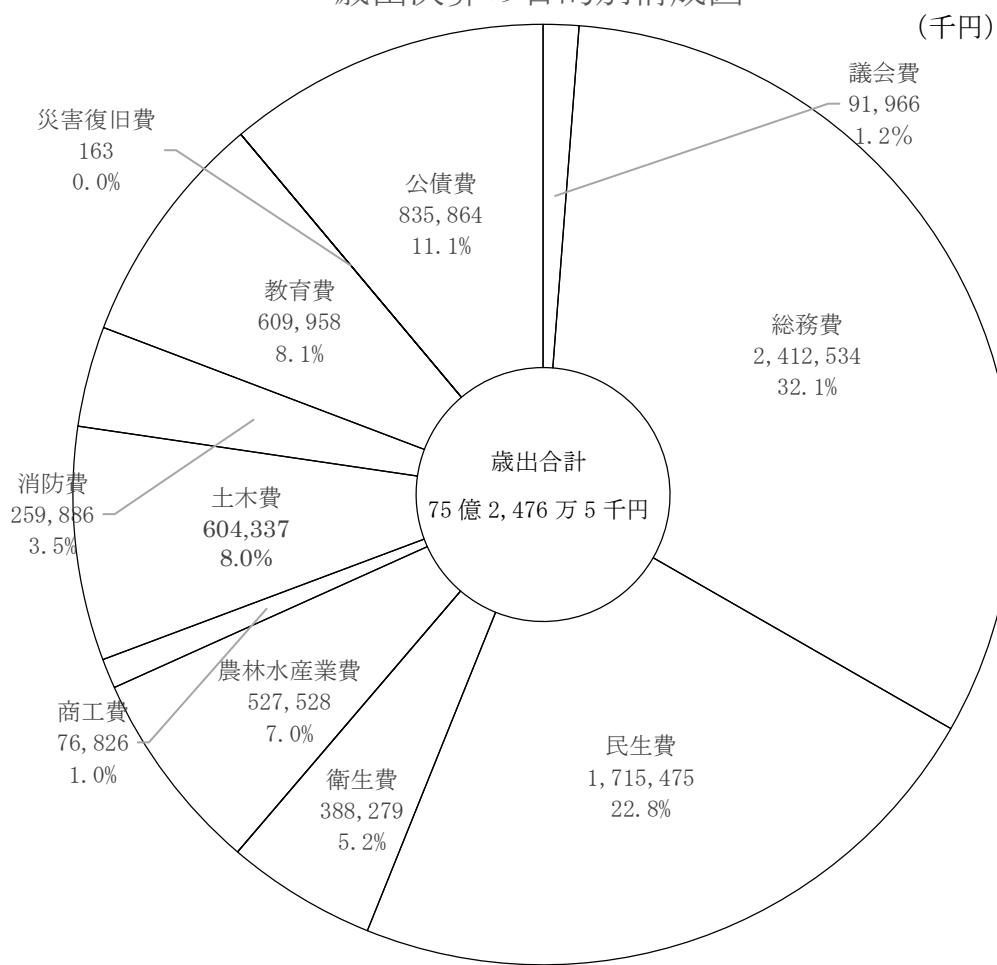 (千円)
議会費
91,966
1.2%
総務費
2,412,534
32.1%
民生費
1,715,475
22.8%
衛生費
388,279
5.2%
農林水産業費
527,528
7.0%
商工費
76,826
1.0%
土木費
604,337
8.0%
消防費
259,886
3.5%
教育費
609,958
8.1%
災害復旧費
163
0.0%
公債費
835,864
11.1%
歳出合計
75億2,476万5千円